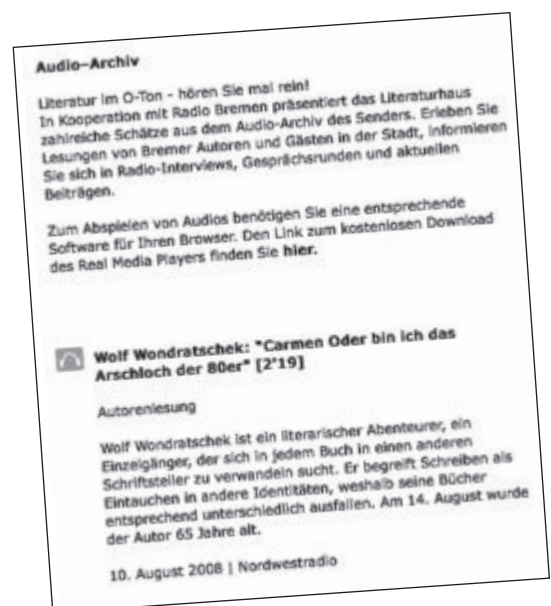 Audio-Archiv
Literatur im O-Ton - hören Sie mal rein!
In Kooperation mit Radio Bremen präsentiert das Literaturhaus
zahlreiche Schätze aus dem Audio-Archiv des Senders. Erleben Sie
Lesungen von Bremer Autoren und Gästen in der Stadt, informieren
Sie sich in Radio-Interviews, Gesprächsrunden und aktuellen
Beiträgen.
Zum Abspielen von Audios benötigen Sie eine entsprechende
Software für Ihren Browser. Den Link zum kostenlosen Download
des Real Media Players finden Sie hier.
Wolf Wondratschek: "Carmen Oder bin ich das
Arschloch der 80er" [2'19]
Autorenlesung
Wolf Wondratschek ist ein literarischer Abenteurer, ein
Einzelgänger, der sich in jedem Buch in einen anderen
Schriftsteller zu verwandeln sucht. Er begreift Schreiben als
Eintauchen in andere Identitäten, weshalb seine Bücher
entsprechend unterschiedlich ausfallen. Am 14. August wurde
der Autor 65 Jahre alt.
10. August 2008 | Nordwestradio